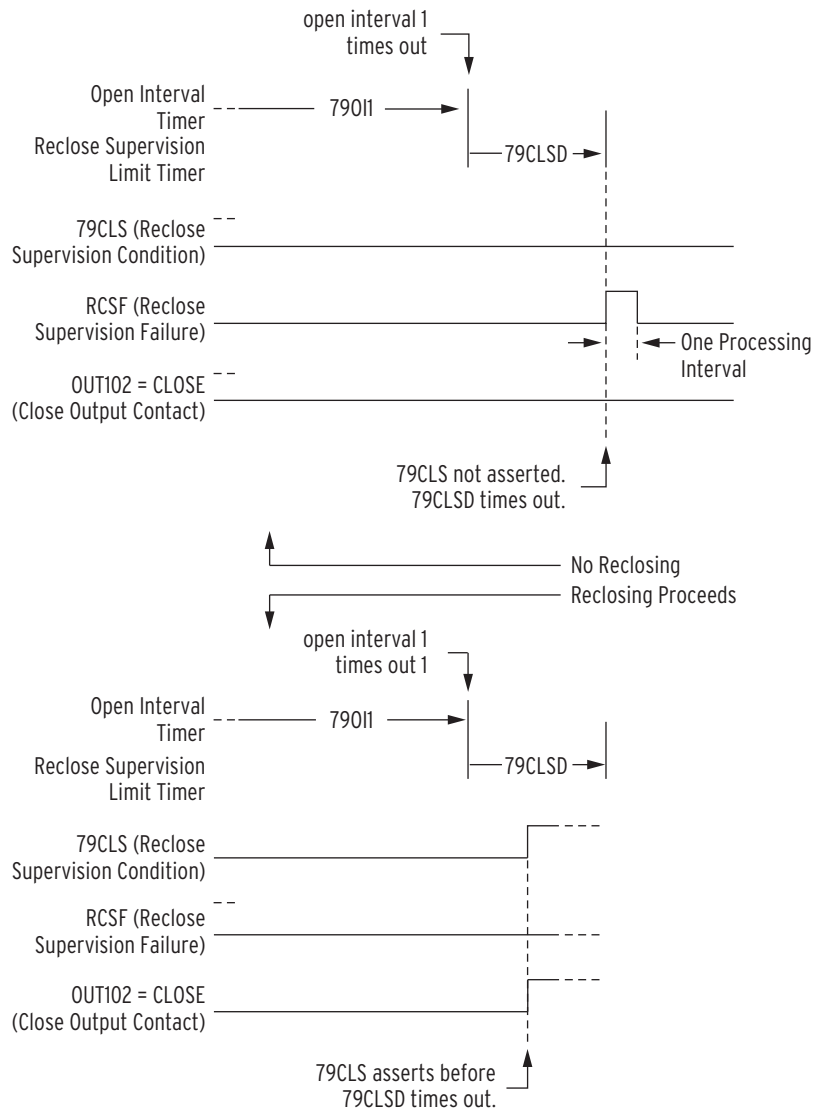 open interval 1
times out
Open Interval
Timer
79OI1
Reclose Supervision
Limit Timer
79CLSD
79CLS (Reclose
Supervision Condition)
RCSF (Reclose
Supervision Failure)
One Processing
Interval
OUT102 = CLOSE
(Close Output Contact)
79CLS not asserted.
79CLSD times out.
No Reclosing
Reclosing Proceeds
open interval 1
times out 1
Open Interval
Timer
79OI1
Reclose Supervision
Limit Timer
79CLSD
79CLS (Reclose
Supervision Condition)
RCSF (Reclose
Supervision Failure)
OUT102 = CLOSE
(Close Output Contact)
79CLS asserts before
79CLSD times out.